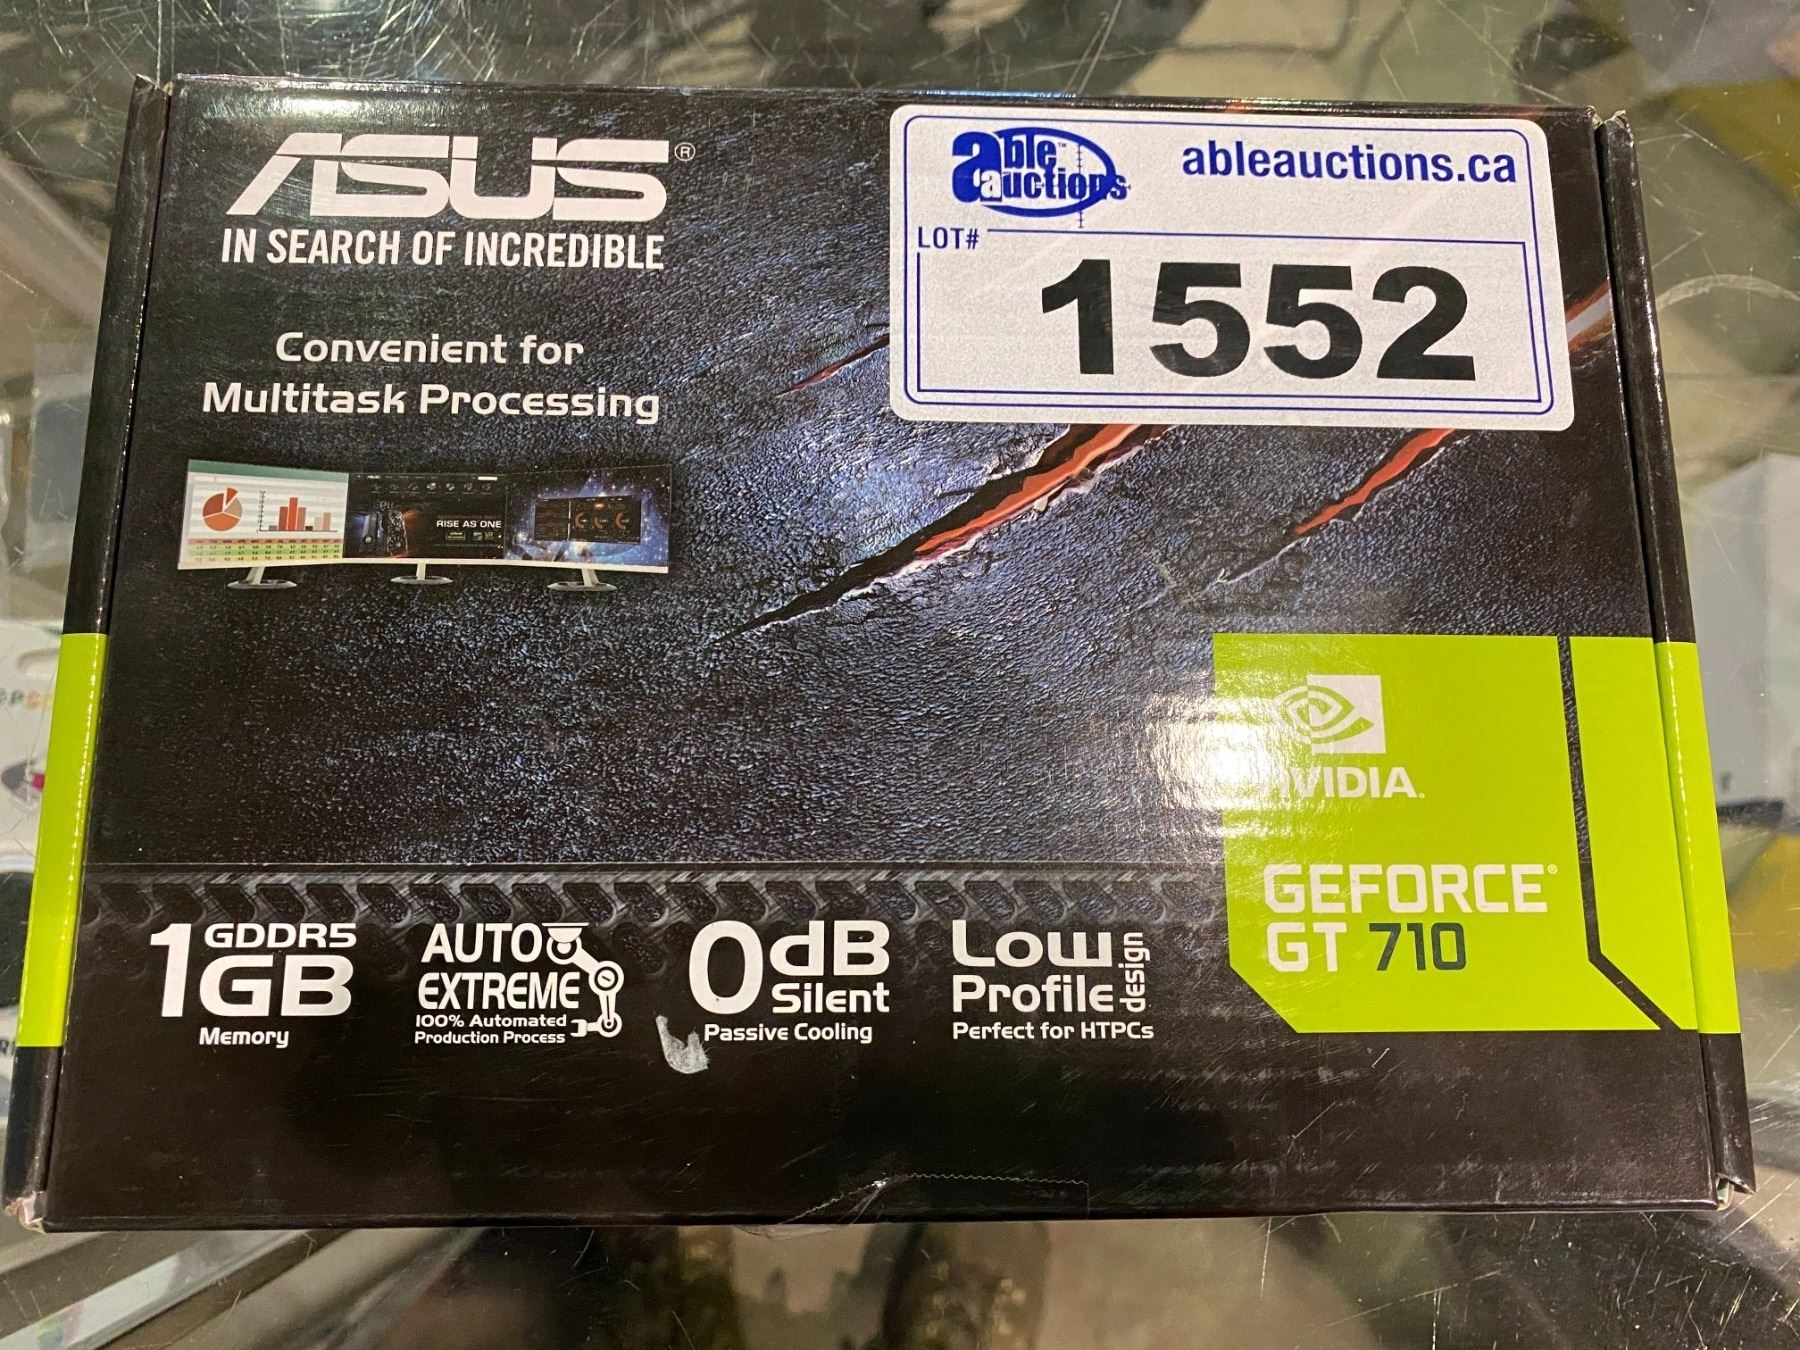 ASUS®
IN SEARCH OF INCREDIBLE
able™
auctions
ableauctions.ca
LOT#
1552
Convenient for
Multitask Processing
RISE AS ONE
NVIDIA.
GEFORCE®
GT 710
1 GDDR5
GB
Memory
AUTO
EXTREME
100% Automated
Production Process
0dB
Silent
Passive Cooling
Low
Profile design
Perfect for HTPCs